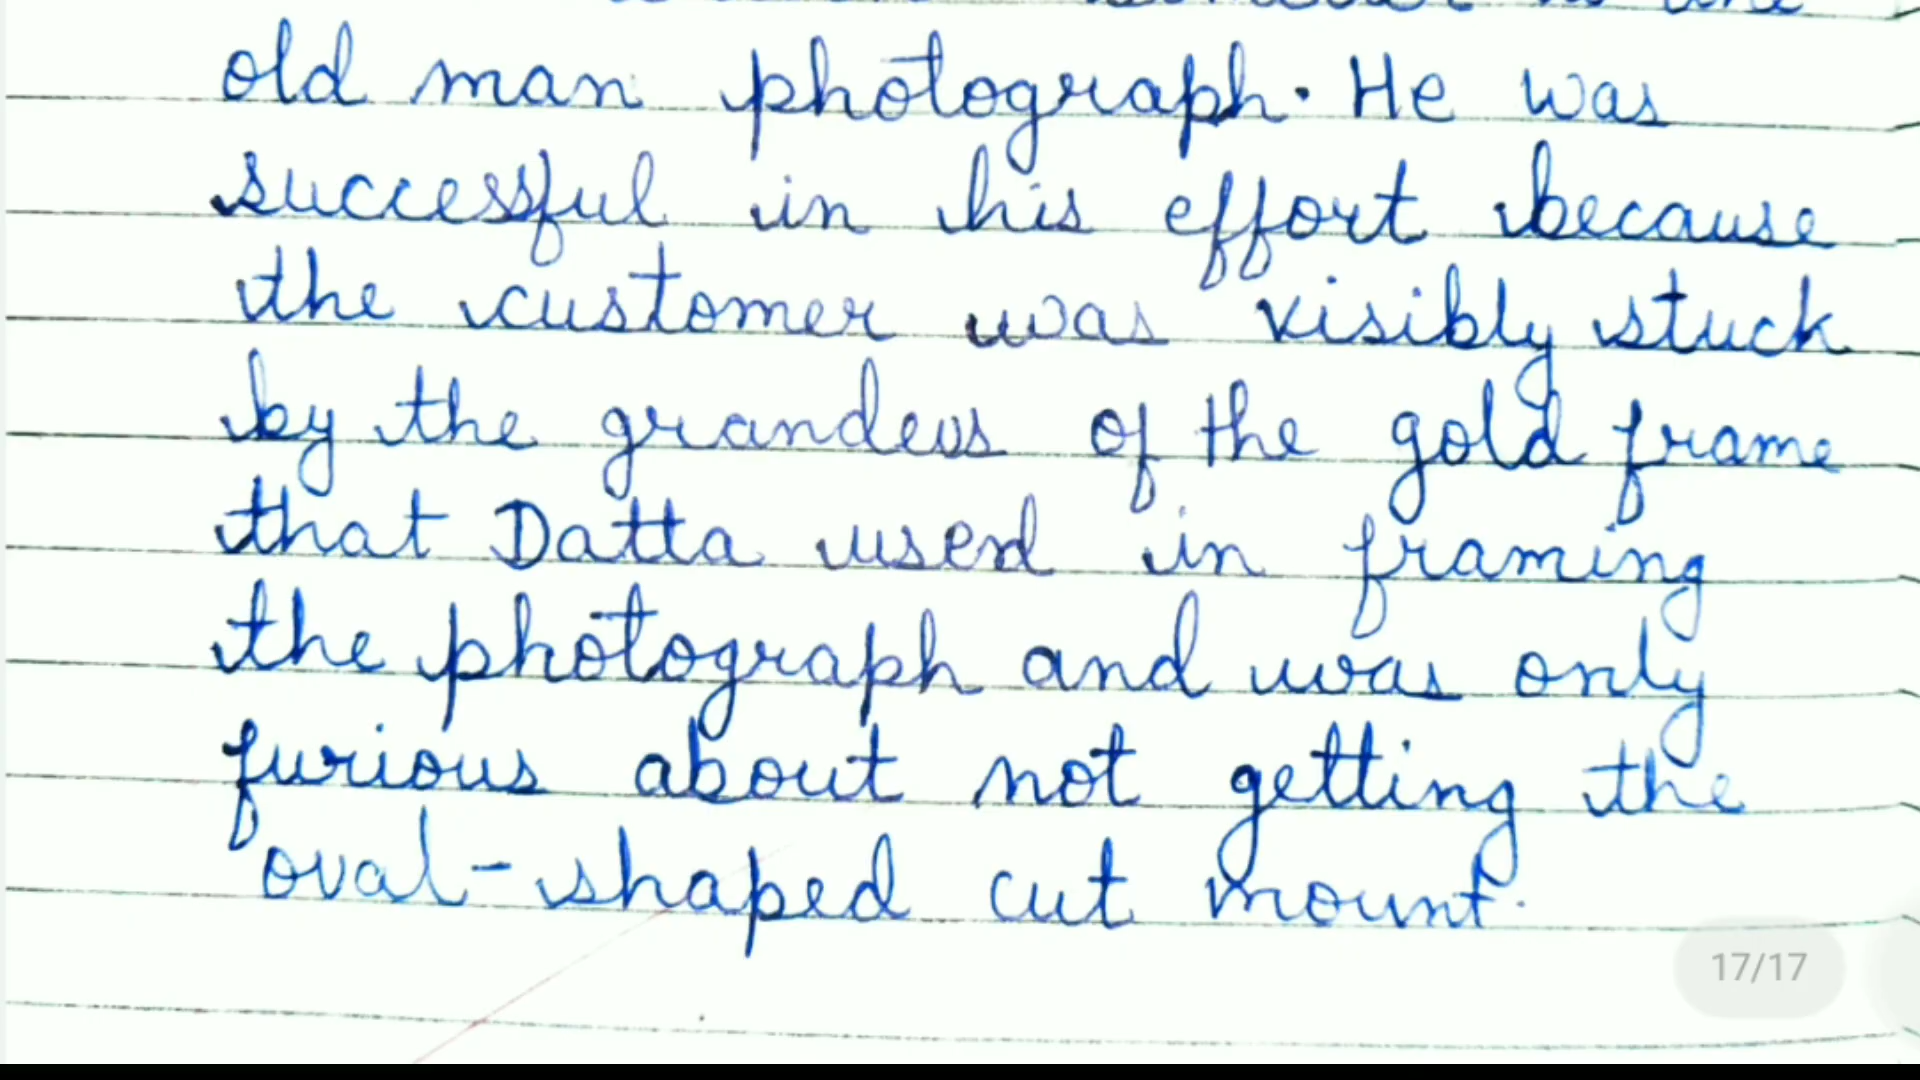 old man photograph. He was
successful in his effort because
the customer was visibly stuck
by the grandeus of the gold frame
that Datta used in framing
the photograph and was only
furious about not getting the
oval-shaped cut mount.
17/17